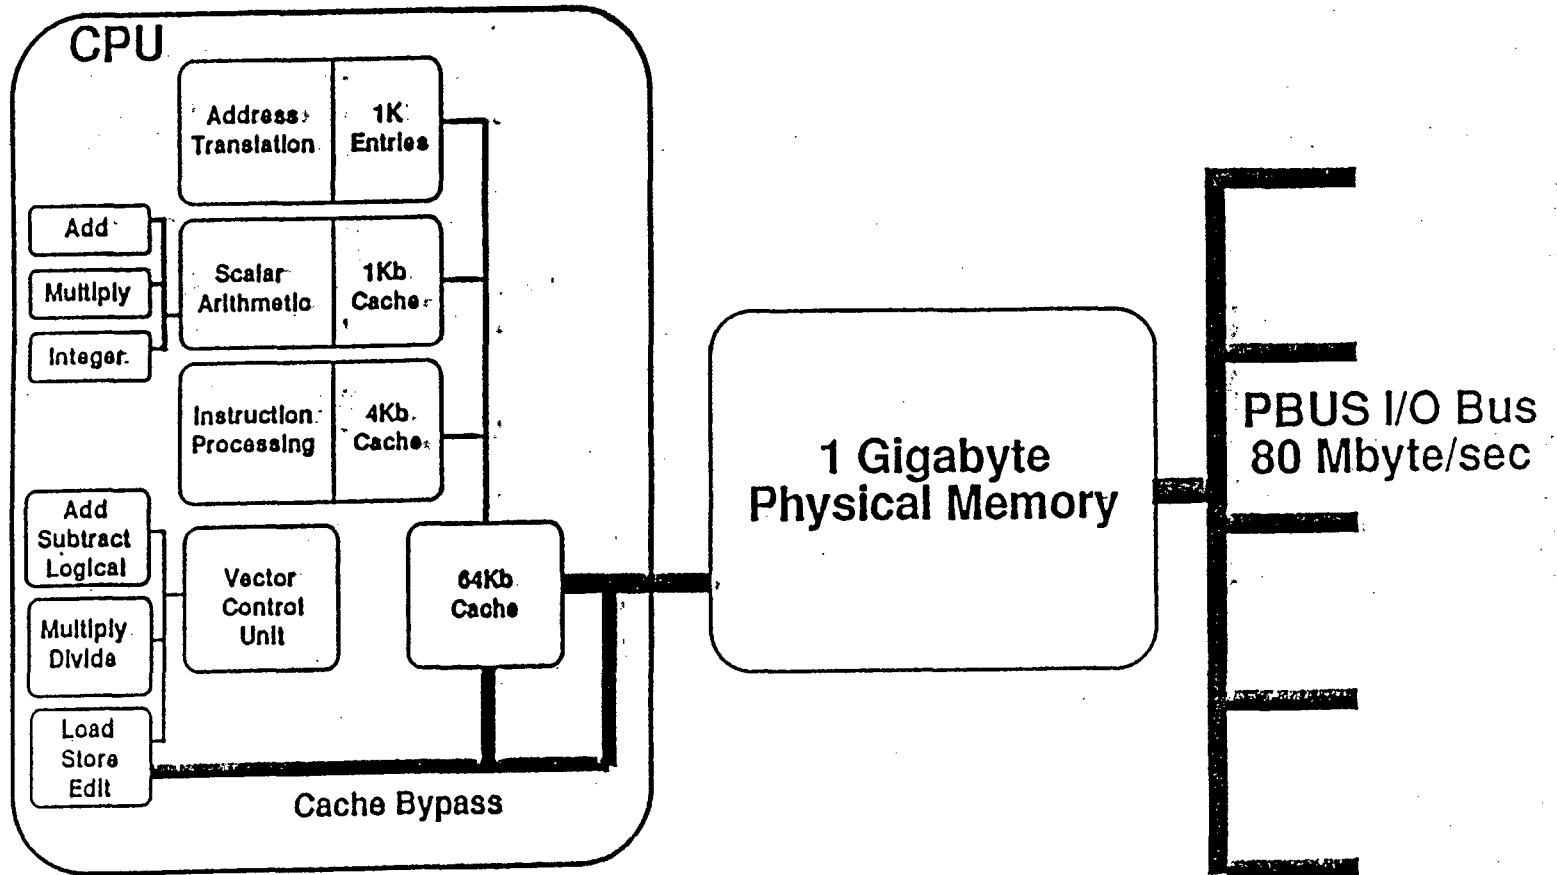 CPU
Address
Translation
1K
Entries
Add
Multiply
Integer
Scalar
Arithmetic
1Kb
Cache
Instruction
Processing
4Kb
Cache
Add
Subtract
Logical
Multiply
Divide
Load
Store
Edit
Vector
Control
Unit
64Kb
Cache
Cache Bypass
1 Gigabyte
Physical Memory
PBUS I/O Bus
80 Mbyte/sec